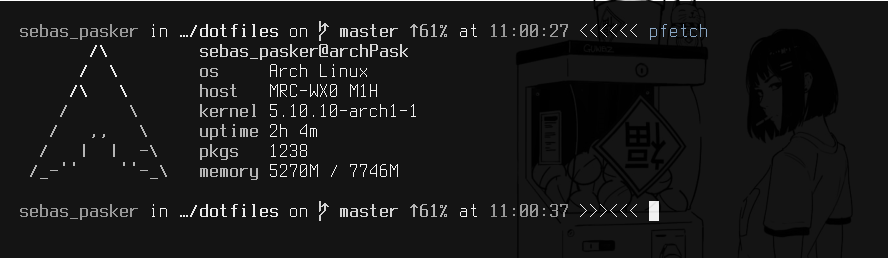 sebas_pasker in …/dotfiles on  master ↑61% at 11:00:27 <<<<<< pfetch
sebas_pasker@archPask
os Arch Linux
host MRC-WX0 M1H
kernel 5.10.10-arch1-1
uptime 2h 4m
pkgs 1238
memory 5270M / 7746M
sebas_pasker in …/dotfiles on  master ↑61% at 11:00:37 >>><<<
福